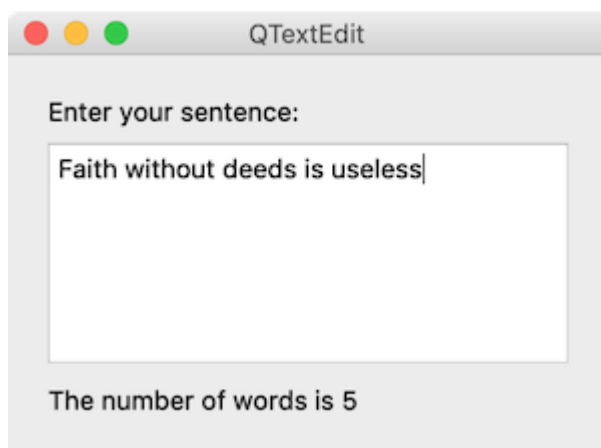 QTextEdit
Enter your sentence:
Faith without deeds is useless
The number of words is 5